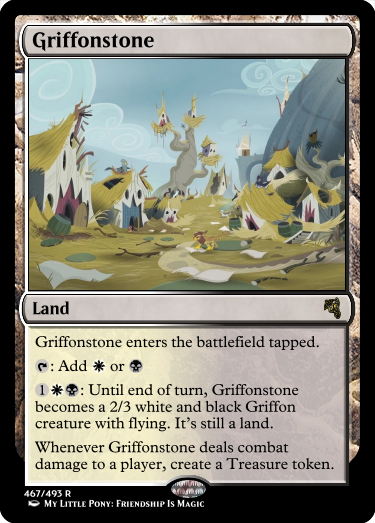 Griffonstone
Land
Griffonstone enters the battlefield tapped.
: Add or
1 : Until end of turn, Griffonstone
becomes a 2/3 white and black Griffon
creature with flying. It's still a land.
Whenever Griffonstone deals combat
damage to a player, create a Treasure token.
467/493 R
My Little Pony: Friendship Is Magic